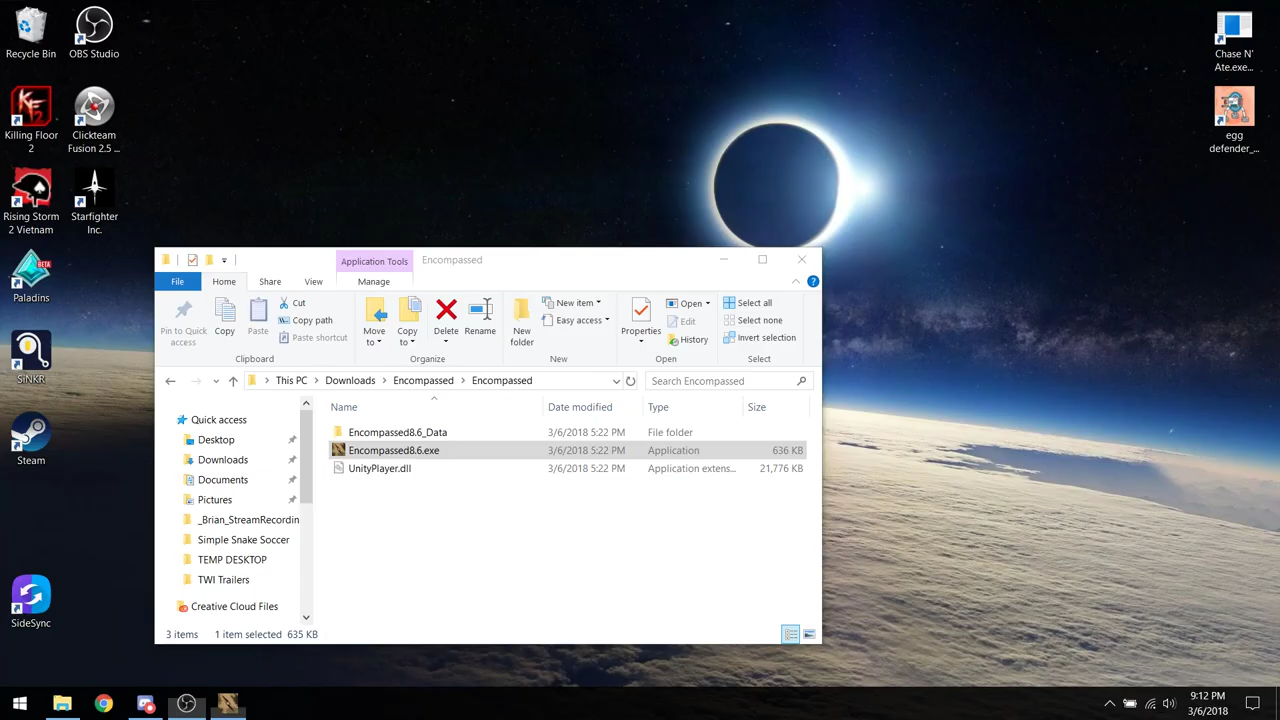 Recycle Bin
OBS Studio
Killing Floor
2
Clickteam
Fusion 2.5 ...
Rising Storm
2 Vietnam
Starfighter
Inc.
BETA
Paladins
SiNKR
Steam
SideSync
Chase N'
Ate.exe...
egg
defender_...
Application Tools
Encompassed
File
Home
Share
View
Manage
Pin to Quick
access
Copy
Paste
Cut
Copy path
Paste shortcut
Clipboard
Move
to
Copy
to
Delete
Rename
Organize
New
folder
New item
Easy access
New
Properties
Open
Edit
History
Open
Select all
Select none
Invert selection
Select
This PC
Downloads
Encompassed
Encompassed
Search Encompassed
Name
Date modified
Type
Size
Quick access
Desktop
Downloads
Documents
Pictures
_Brian_StreamRecordin
Simple Snake Soccer
TEMP DESKTOP
TWI Trailers
Creative Cloud Files
Encompassed8.6_Data 3/6/2018 5:22 PM File folder
Encompassed8.6.exe 3/6/2018 5:22 PM Application 636 KB
UnityPlayer.dll 3/6/2018 5:22 PM Application extens... 21,776 KB
3 items 1 item selected 635 KB
9:12 PM
3/6/2018